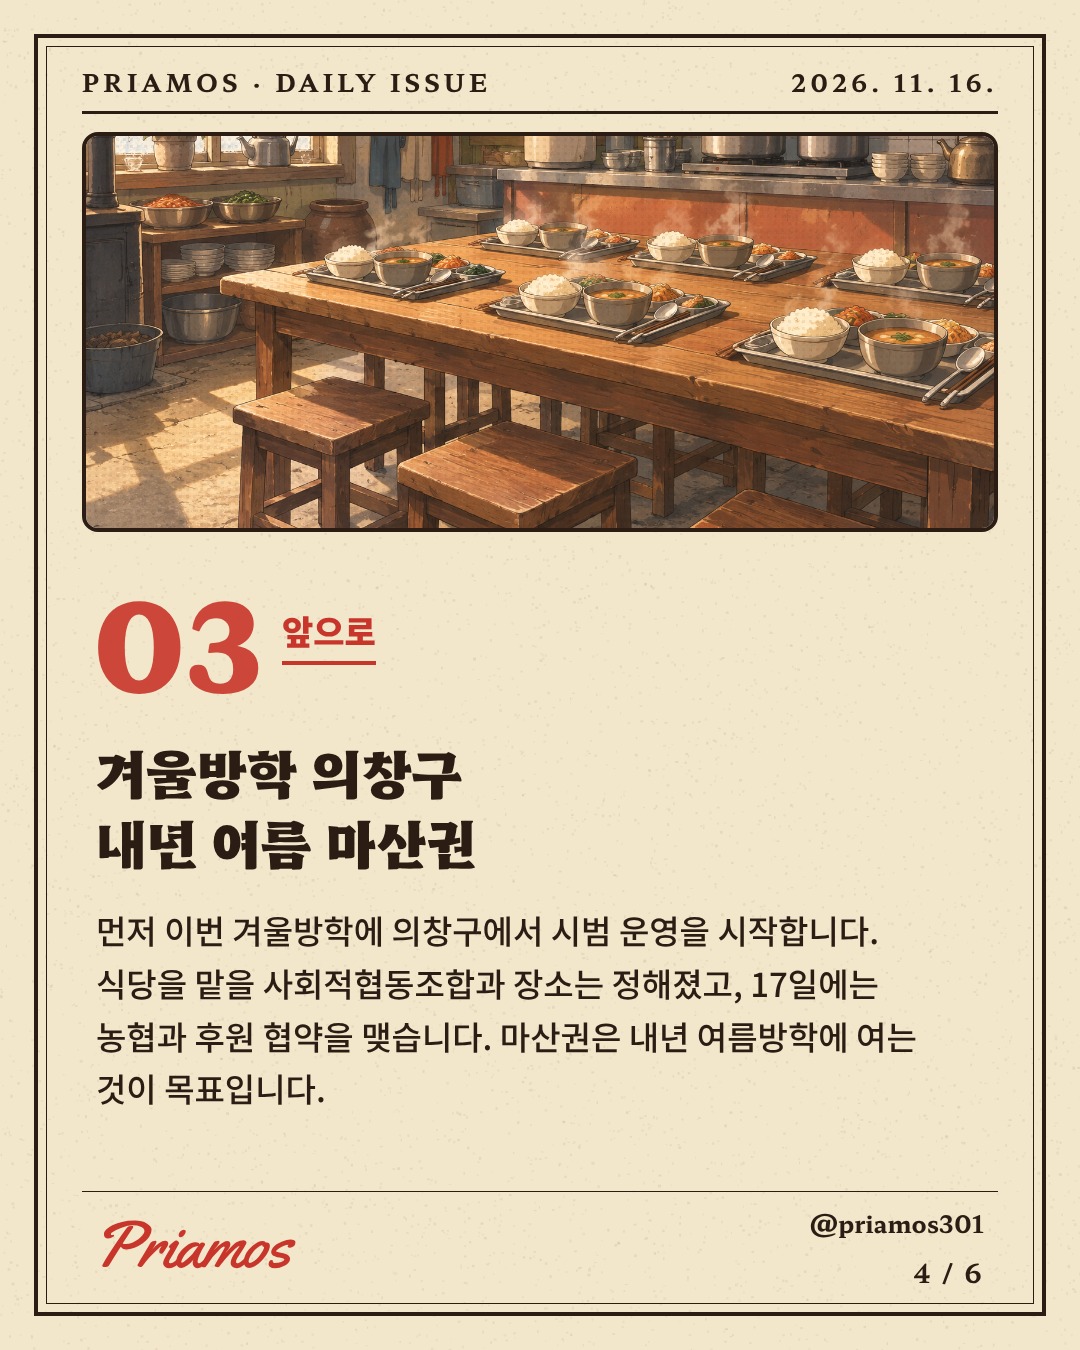 PRIAMOS · DAILY ISSUE
2026. 11. 16.
03
앞으로
겨울방학 의창구
내년 여름 마산권
먼저 이번 겨울방학에 의창구에서 시범 운영을 시작합니다.
식당을 맡을 사회적협동조합과 장소는 정해졌고, 17일에는
농협과 후원 협약을 맺습니다. 마산권은 내년 여름방학에 여는
것이 목표입니다.
Priamos
@priamos301
4 / 6